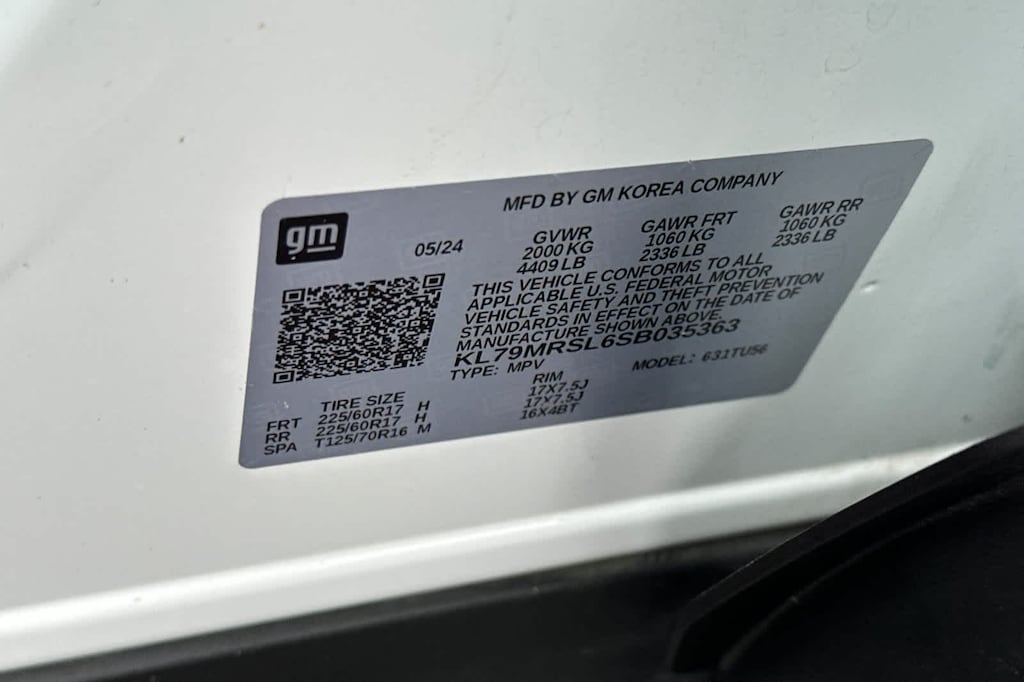 MFD BY GM KOREA COMPANY
gm
05/24
GVWR GAWR FRT GAWR RR
2000 KG 1060 KG 1060 KG
4409 LB 2336 LB 2336 LB
THIS VEHICLE CONFORMS TO ALL
APPLICABLE U.S. FEDERAL MOTOR
VEHICLE SAFETY AND THEFT PREVENTION
STANDARDS IN EFFECT ON THE DATE OF
MANUFACTURE SHOWN ABOVE.
KL79MRSL6SB035363
TYPE: MPV MODEL: 631TU56
TIRE SIZE RIM
FRT 225/60R17 H 17X7.5J
RR 225/60R17 H 17X7.5J
SPA T125/70R16 M 16X4BT